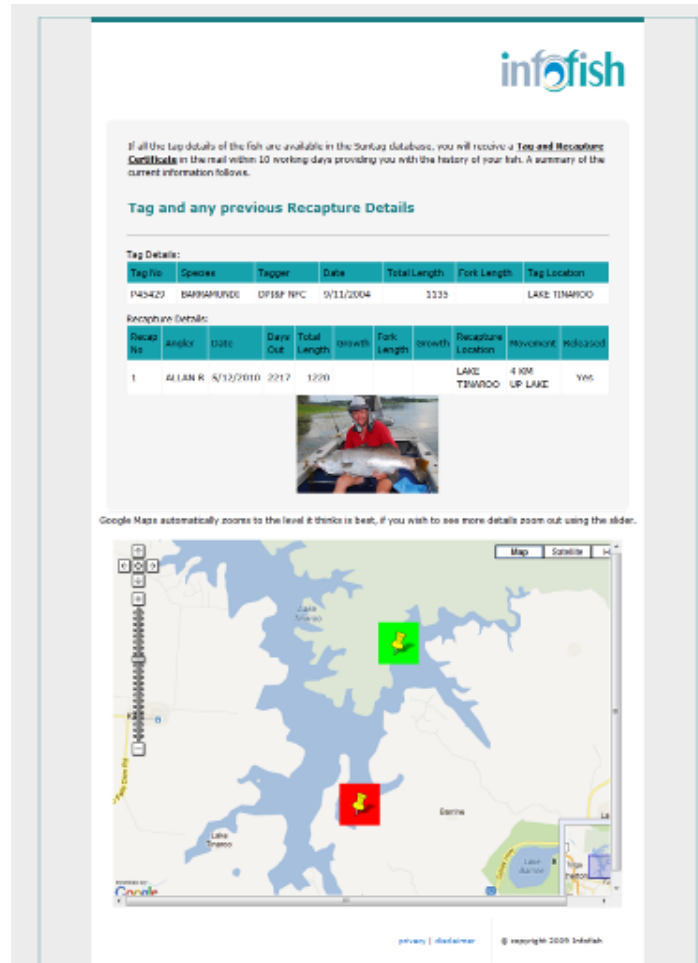 infofish
If all the tag details of the fish are available in the Suntag database, you will receive a Tag and Recapture
Certificate in the mail within 10 working days providing you with the history of your fish. A summary of the
current information follows.
Tag and any previous Recapture Details
Tag Details:
Tag No Species Tagger Date Total Length Fork Length Tag Location
P45429 BARRAMUNDI DPI&F NFC 9/11/2004 1135 LAKE TINAROO
Recapture Details:
Recap No Angler Date Days Out Total Length Growth Fork Length Growth Recapture Location Movement Released
1 ALLAN R 5/12/2010 2217 1220 LAKE TINAROO 4 KM UP LAKE Yes
Google Maps automatically zooms to the level it thinks is best, if you wish to see more details zoom out using the slider.
Map Satellite
Lake
Tinaroo
Barrine
Lake
Tinaroo
Lake
Barrine
Google
privacy | disclaimer © copyright 2009 Infofish